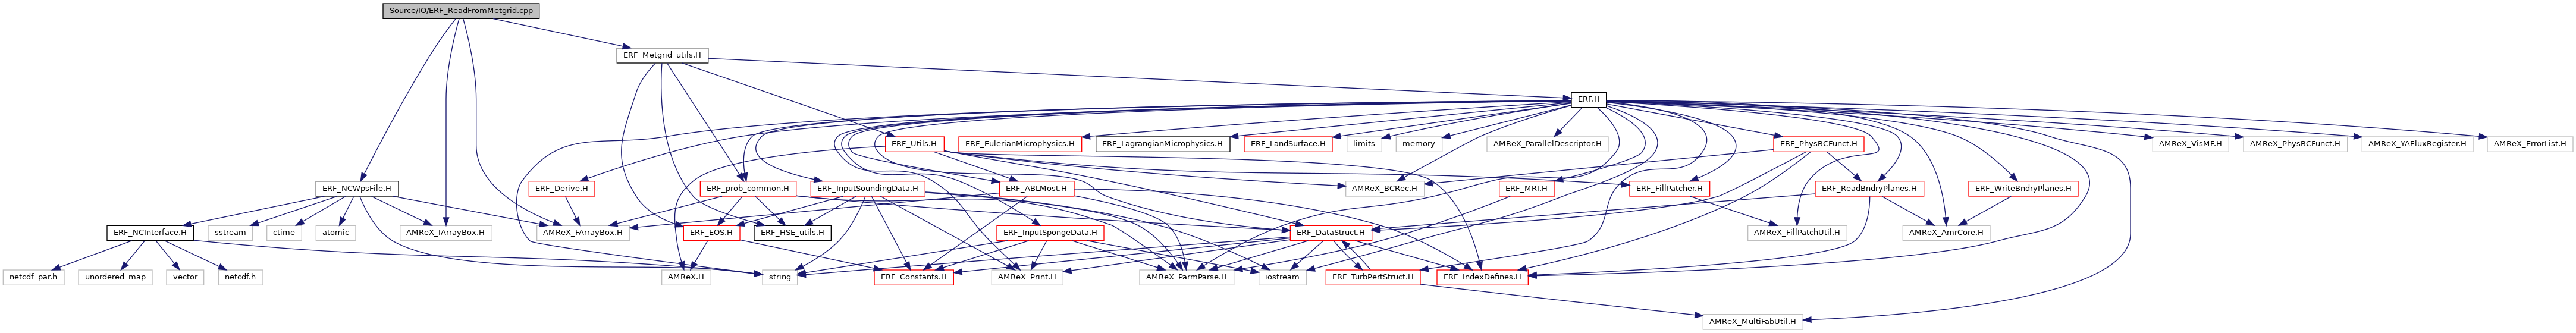 Source/IO/ERF_ReadFromMetgrid.cpp
ERF_Metgrid_utils.H
ERF.H
ERF_Utils.H
ERF_EulerianMicrophysics.H
ERF_LagrangianMicrophysics.H
ERF_LandSurface.H
limits
memory
AMReX_ParallelDescriptor.H
ERF_PhysBCFunct.H
AMReX_VisMF.H
AMReX_PhysBCFunct.H
AMReX_YAFluxRegister.H
AMReX_ErrorList.H
ERF_NCWpsFile.H
ERF_Derive.H
ERF_prob_common.H
ERF_InputSoundingData.H
ERF_ABLMost.H
AMReX_BCRec.H
ERF_MRI.H
ERF_FillPatcher.H
ERF_ReadBndryPlanes.H
ERF_WriteBndryPlanes.H
ERF_NCInterface.H
sstream
ctime
atomic
AMReX_IArrayBox.H
AMReX_FArrayBox.H
ERF_EOS.H
ERF_HSE_utils.H
ERF_InputSpongeData.H
ERF_DataStruct.H
AMReX_FillPatchUtil.H
AMReX_AmrCore.H
netcdf_par.H
unordered_map
vector
netcdf.h
AMReX.H
string
ERF_Constants.H
AMReX_Print.H
AMReX_ParmParse.H
iostream
ERF_TurbPertStruct.H
ERF_IndexDefines.H
AMReX_MultiFabUtil.H